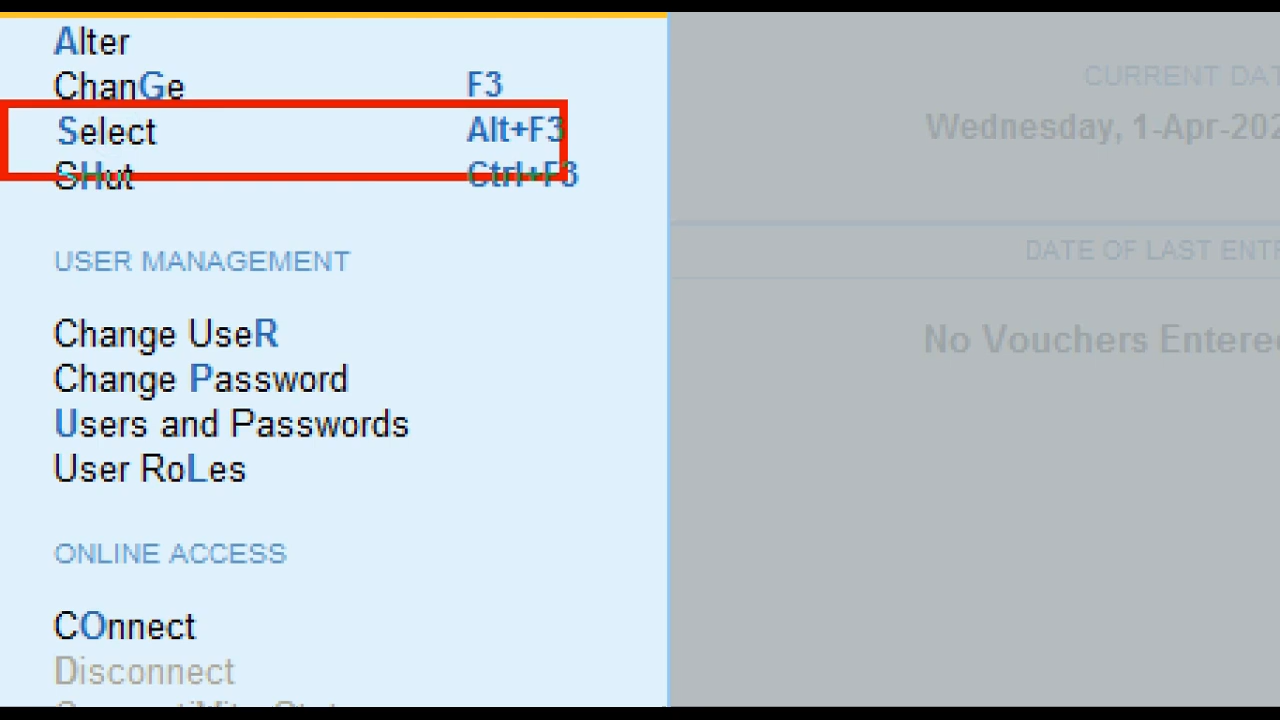 Alter
ChanGe F3
Select Alt+F3
SHut Ctrl+F3
USER MANAGEMENT
Change UseR
Change Password
Users and Passwords
User RoLes
ONLINE ACCESS
COnnect
Disconnect
CURRENT DAT
Wednesday, 1-Apr-202
DATE OF LAST ENTR
No Vouchers Entered